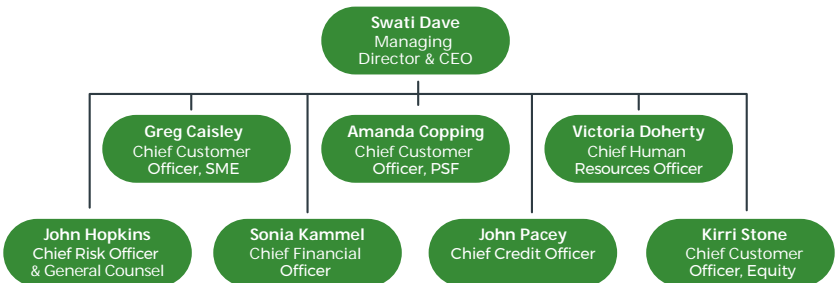 Swati Dave
Managing
Director & CEO
Greg Caisley
Chief Customer
Officer, SME
Amanda Copping
Chief Customer
Officer, PSF
Victoria Doherty
Chief Human
Resources Officer
John Hopkins
Chief Risk Officer
& General Counsel
Sonia Kammel
Chief Financial
Officer
John Pacey
Chief Credit Officer
Kirri Stone
Chief Customer
Officer, Equity